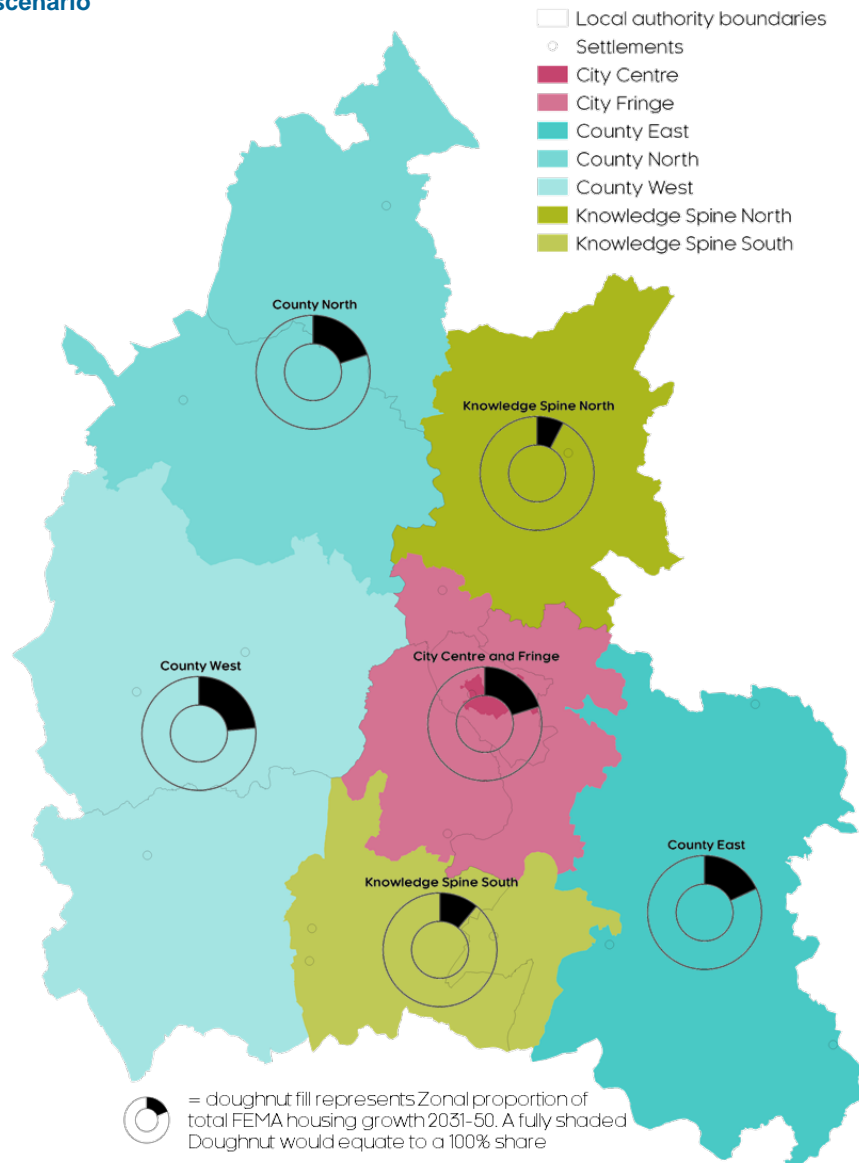 scenario
Local authority boundaries
Settlements
City Centre
City Fringe
County East
County North
County West
Knowledge Spine North
Knowledge Spine South
County North
Knowledge Spine North
County West
City Centre and Fringe
County East
Knowledge Spine South
= doughnut fill represents Zonal proportion of
total FEMA housing growth 2031-50. A fully shaded
Doughnut would equate to a 100% share